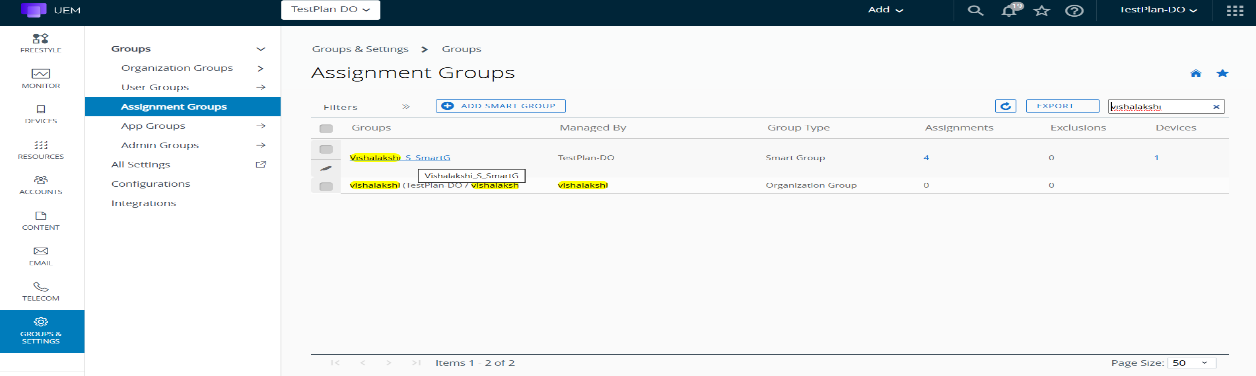 UEM
TestPlan DO
Add
19
TestPlan-DO
FREESTYLE
MONITOR
DEVICES
RESOURCES
ACCOUNTS
CONTENT
EMAIL
TELECOM
GROUPS &
SETTINGS
Groups
Organization Groups
User Groups
Assignment Groups
App Groups
Admin Groups
All Settings
Configurations
Integrations
Groups & Settings > Groups
Assignment Groups
Filters »
ADD SMART GROUP
EXPORT
vishalakshi
Groups Managed By Group Type Assignments Exclusions Devices
Vishalakshi_S_SmartG TestPlan-DO Smart Group 4 0 1
Vishalakshi_S_SmartG
vishalakshi (TestPlan DO / vishalaksh vishalakshi Organization Group 0 0
Items 1 - 2 of 2
Page Size: 50